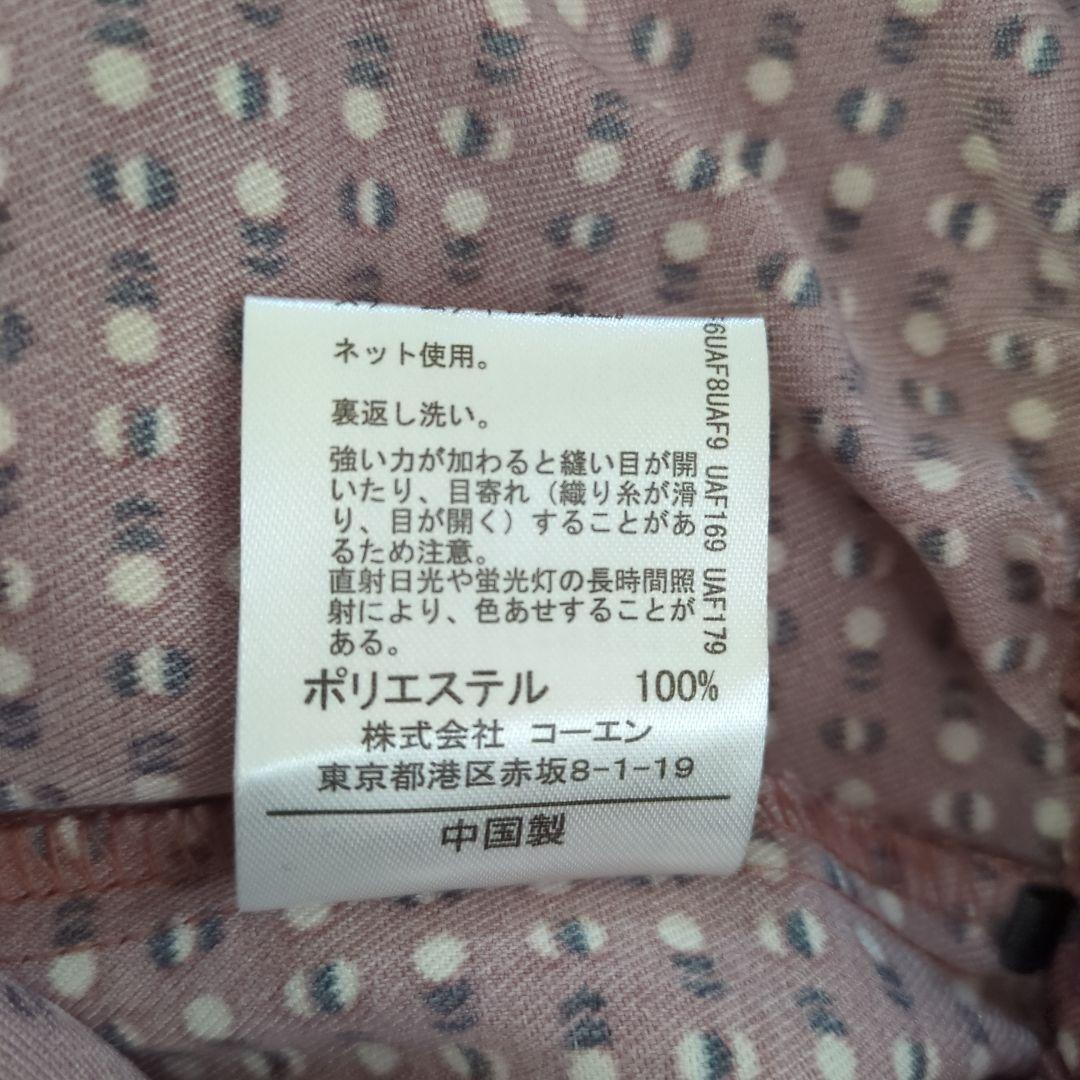 ネット使用。
裏返し洗い。
強い力が加わると縫い目が開
いたり、目寄れ（織り糸が滑
り、目が開く）することがあ
るため注意。
直射日光や蛍光灯の長時間照
射により、色あせすることが
ある。
ポリエステル 100%
株式会社 コーエン
東京都港区赤坂8-1-19
中国製
6UAF8UAF9 UAF169 UAF179